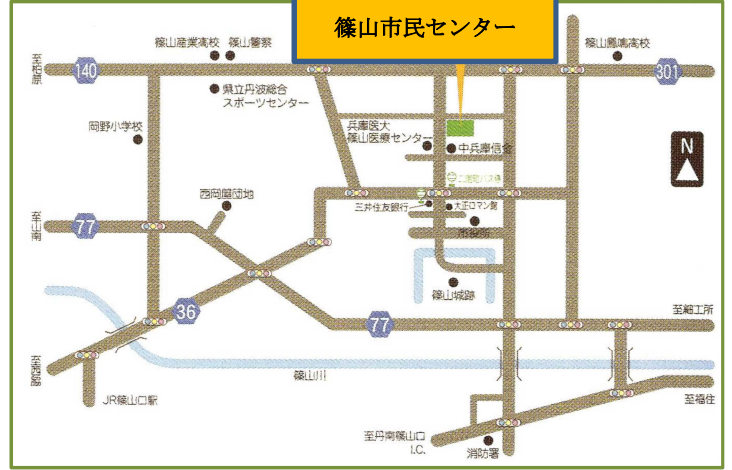 篠山市民センター
篠山産業高校
篠山警察
篠山鳳鳴高校
至柏原
140
301
県立丹波総合
スポーツセンター
岡野小学校
兵庫医大
篠山医療センター
中兵庫信金
N
二階町バス停
西岡屋団地
三井住友銀行
大正ロマン館
市役所
至山南
77
篠山城跡
36
77
至細工所
至西脇
篠山川
JR篠山口駅
至福住
至丹南篠山口
I.C.
消防署